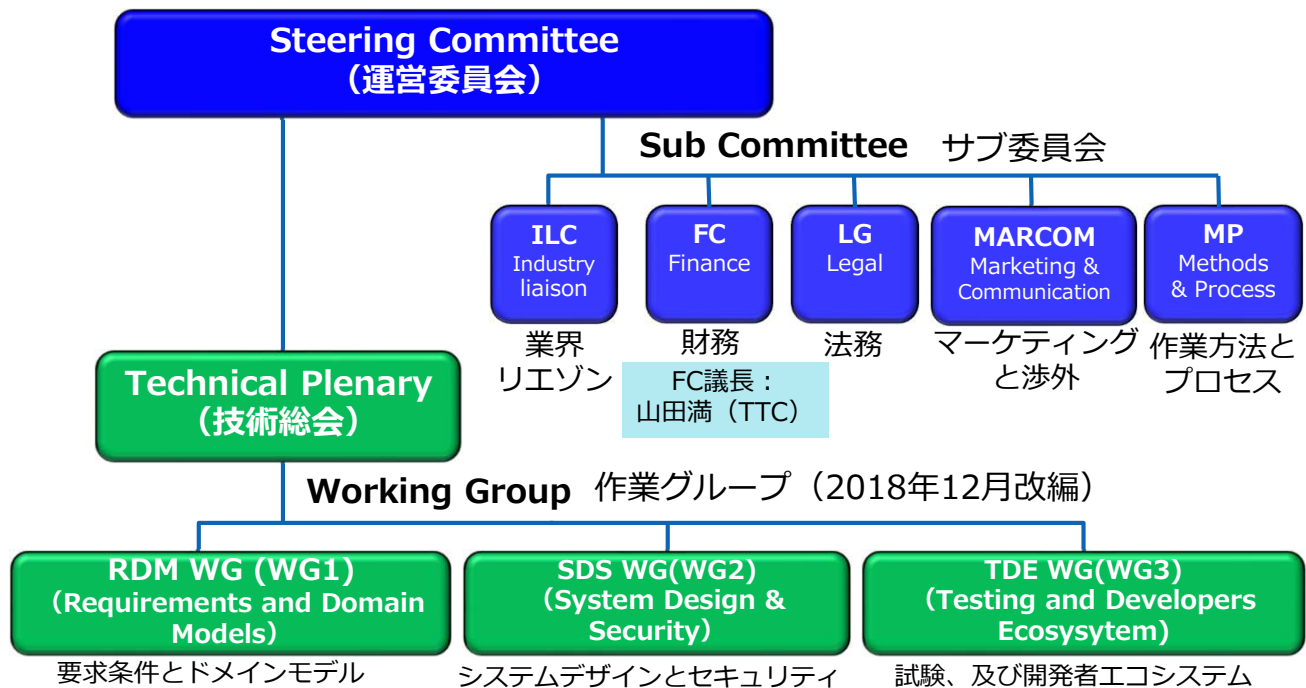 Steering Committee
（運営委員会）
Sub Committee サブ委員会
ILC
Industry
liaison
FC
Finance
LG
Legal
MARCOM
Marketing &
Communication
MP
Methods
& Process
業界
リエゾン
財務
法務
マーケティング
と渉外
作業方法と
プロセス
FC議長：
山田満（TTC）
Technical Plenary
（技術総会）
Working Group 作業グループ（2018年12月改編）
RDM WG (WG1)
（Requirements and Domain
Models）
SDS WG(WG2)
（System Design &
Security）
TDE WG(WG3)
（Testing and Developers
Ecosysytem)
要求条件とドメインモデル
システムデザインとセキュリティ
試験、及び開発者エコシステム